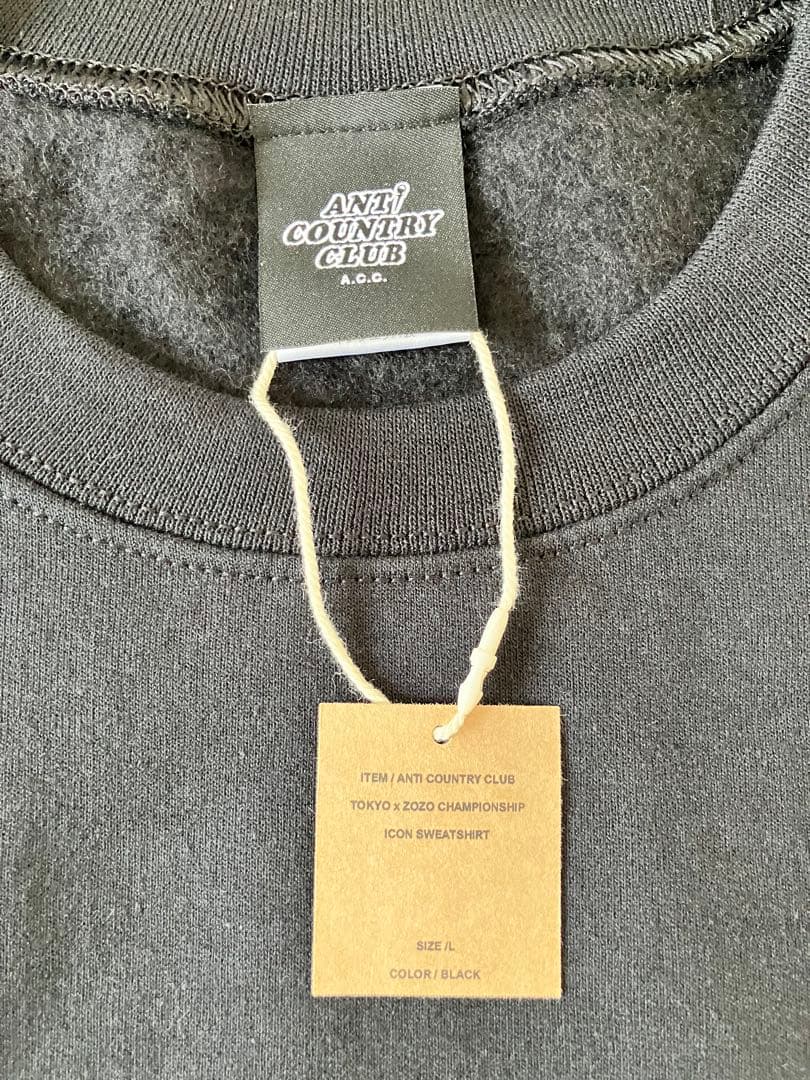 ANTi
COUNTRY
CLUB
A.C.C.
ITEM / ANTI COUNTRY CLUB
TOKYO x ZOZO CHAMPIONSHIP
ICON SWEATSHIRT
SIZE /L
COLOR / BLACK